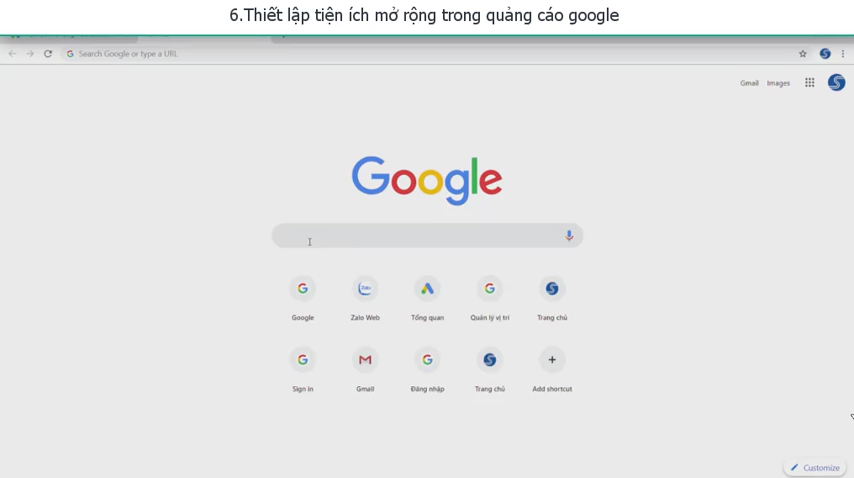 6.Thiết lập tiện ích mở rộng trong quảng cáo google
Search Google or type a URL
Gmail Images
Google
Google Zalo Web Tổng quan Quản lý vị trí Trang chủ
Sign in Gmail Đăng nhập Trang chủ Add shortcut
Customize